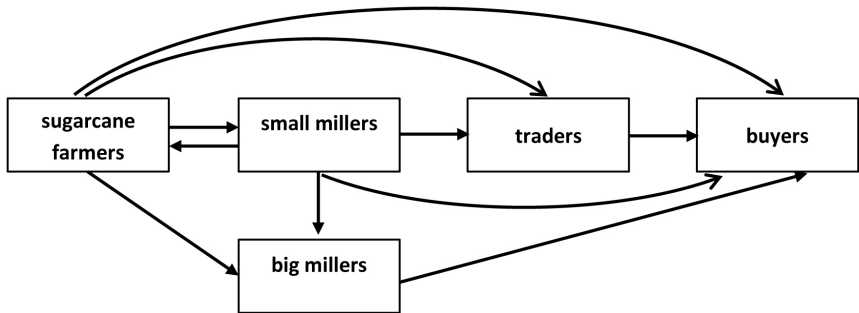 sugarcane
farmers
small millers
traders
buyers
big millers